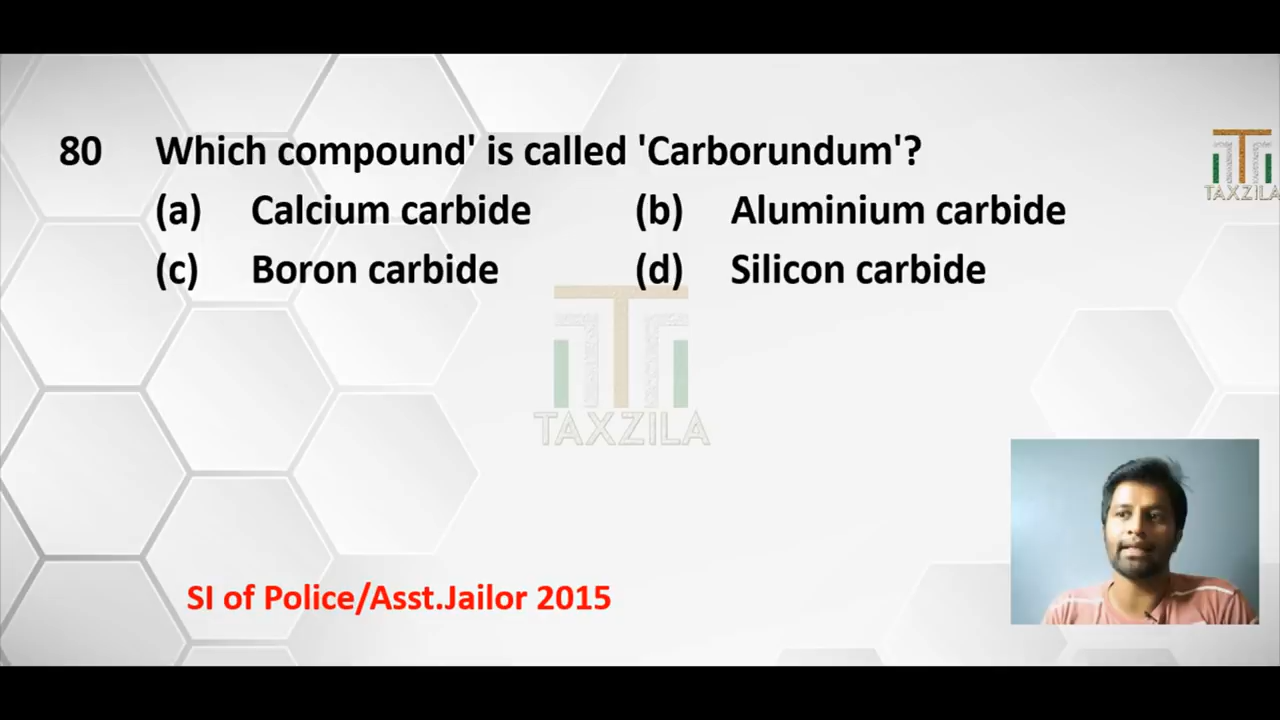 80 Which compound' is called 'Carborundum'?
(a) Calcium carbide (b) Aluminium carbide
(c) Boron carbide (d) Silicon carbide
TAXZILA
TAXZILA
SI of Police/Asst.Jailor 2015